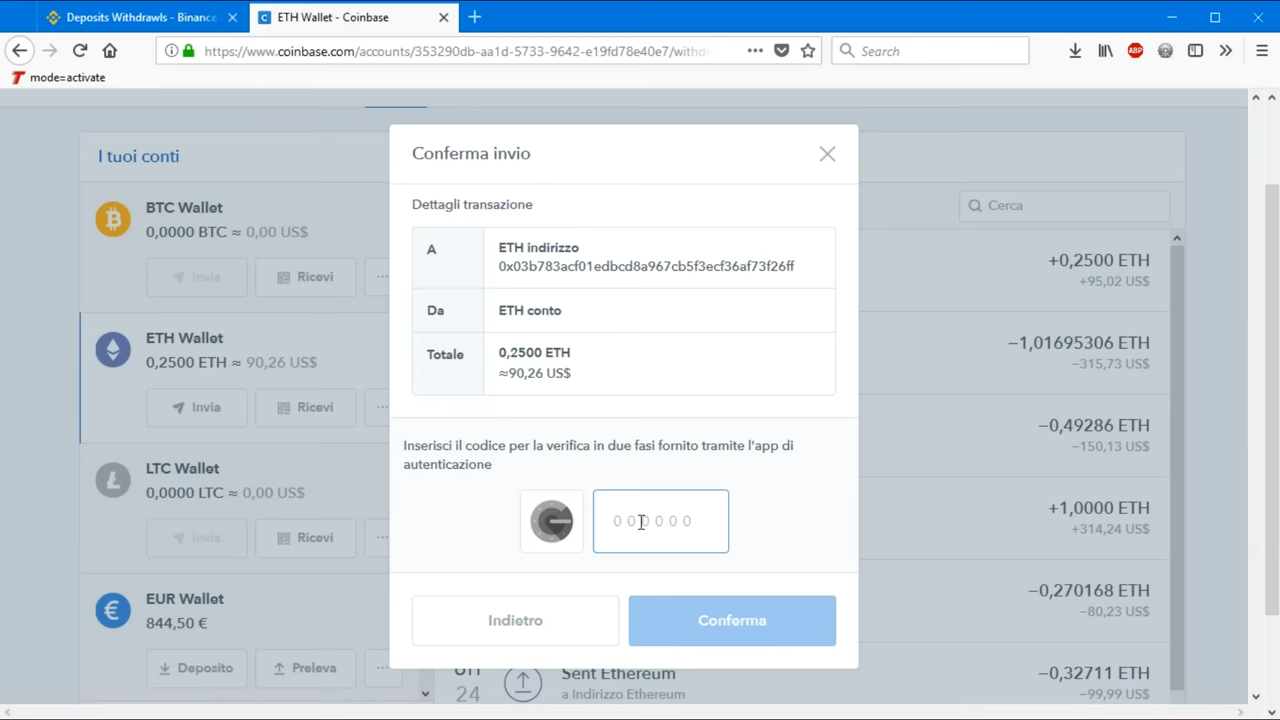 Deposits Withdrawls - Binance
ETH Wallet - Coinbase
https://www.coinbase.com/accounts/353290db-aa1d-5733-9642-e19fd78e40e7/withdr
Search
ABP
mode=activate
I tuoi conti
BTC Wallet
0,0000 BTC ≈ 0,00 US$
Invia
Ricevi
ETH Wallet
0,2500 ETH ≈ 90,26 US$
Invia
Ricevi
LTC Wallet
0,0000 LTC ≈ 0,00 US$
Invia
Ricevi
EUR Wallet
844,50 €
Deposito
Preleva
Conferma invio
Dettagli transazione
A
ETH indirizzo
0x03b783acf01edbcd8a967cb5f3ecf36af73f26ff
Da
ETH conto
Totale
0,2500 ETH
≈90,26 US$
Inserisci il codice per la verifica in due fasi fornito tramite l'app di
autenticazione
000000
Indietro
Conferma
Cerca
+0,2500 ETH
+95,02 US$
−1,01695306 ETH
−315,73 US$
−0,49286 ETH
−150,13 US$
+1,0000 ETH
+314,24 US$
−0,270168 ETH
−80,23 US$
24
Sent Ethereum
a Indirizzo Ethereum
−0,32711 ETH
−99,99 US$